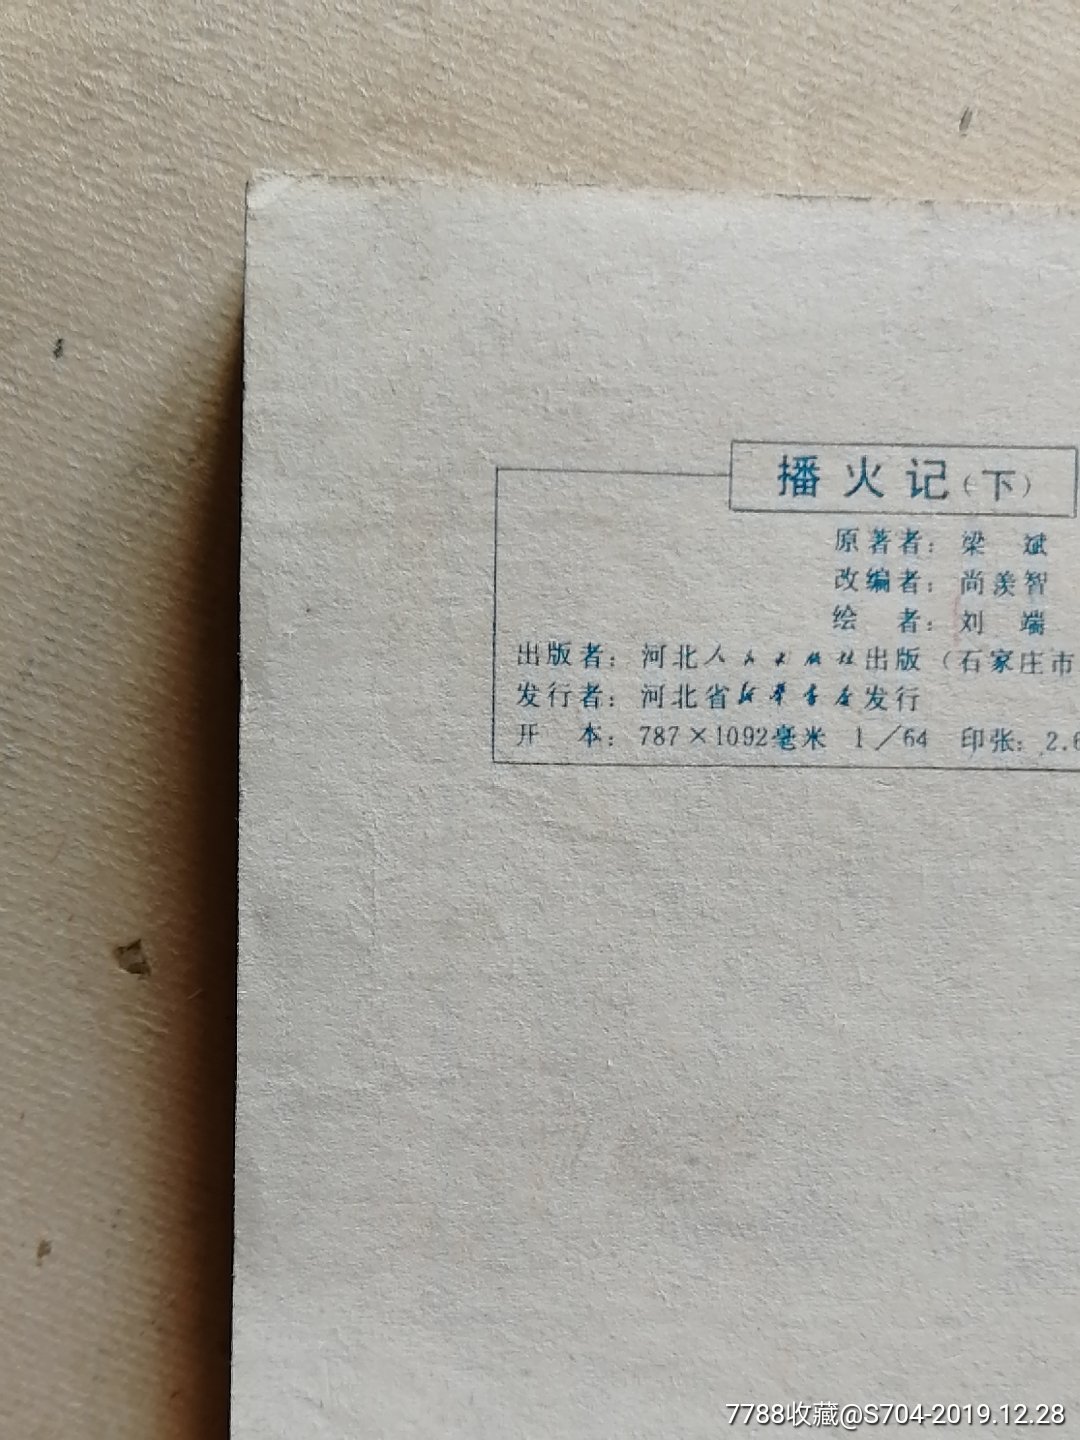 播火记(下)
原著者：梁 斌
改编者：尚羡智
绘 者：刘 端
出版者：河北人民出版社出版（石家庄市
发行者：河北省新华书店发行
开 本：787×1092毫米 1／64 印张：2.6
7788收藏@S704-2019.12.28